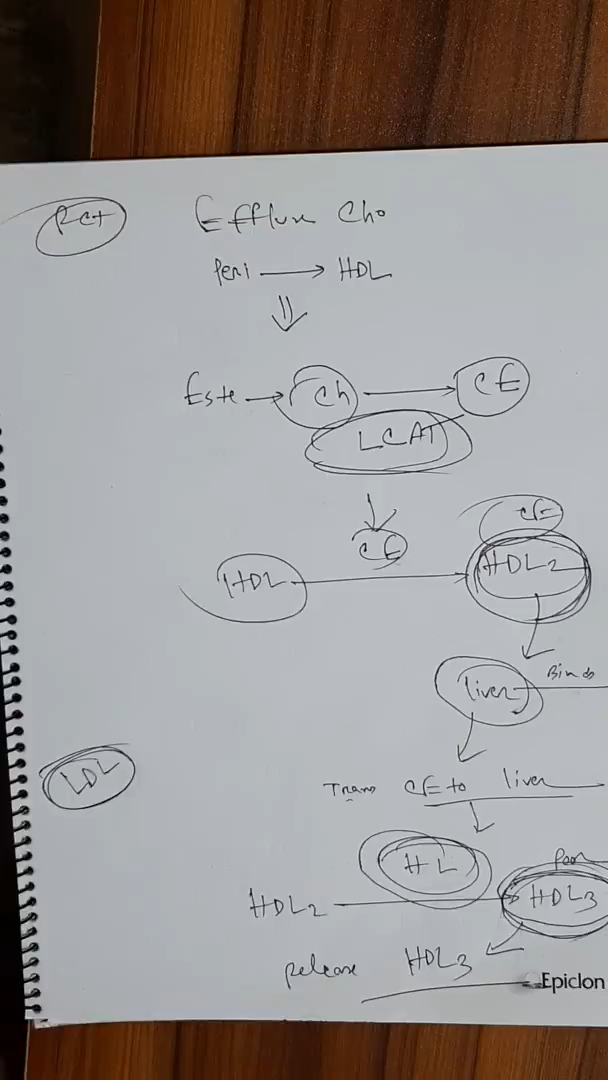 RCT
Efflux Cho
Peri → HDL
⇓
Este → Ch → CE
LCAT
↓
CE
CE
HDL → HDL2
↓
liver Binds
↓
Trans CE to liver
LDL
↓
HL
HDL2 → HDL3
release HDL3
Epiclon